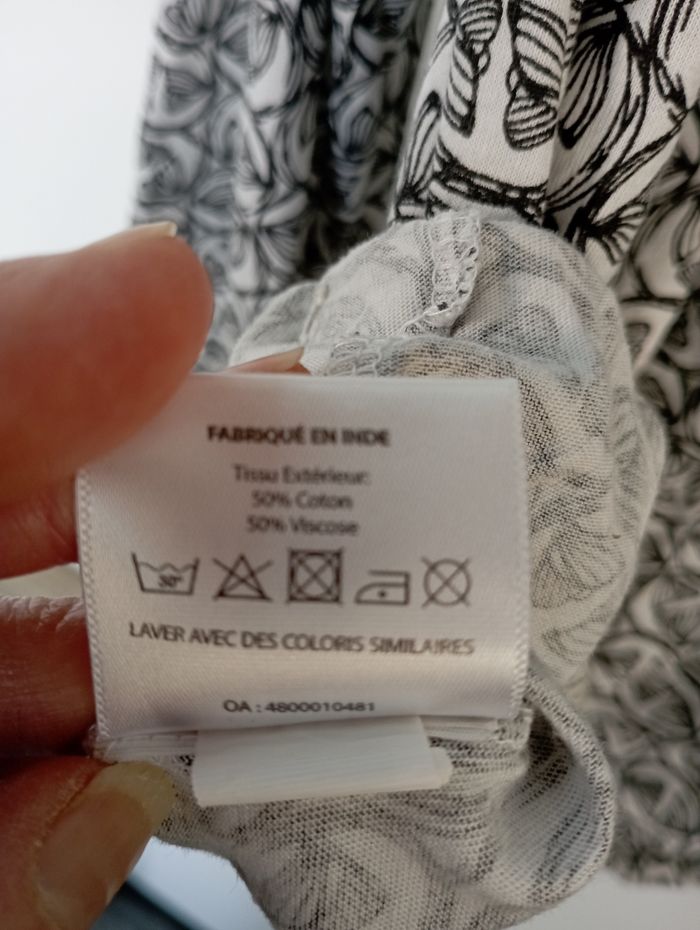 FABRIQUÉ EN INDE
Tissu Extérieur:
50% Coton
50% Viscose
30°
LAVER AVEC DES COLORIS SIMILAIRES
OA : 4800010481